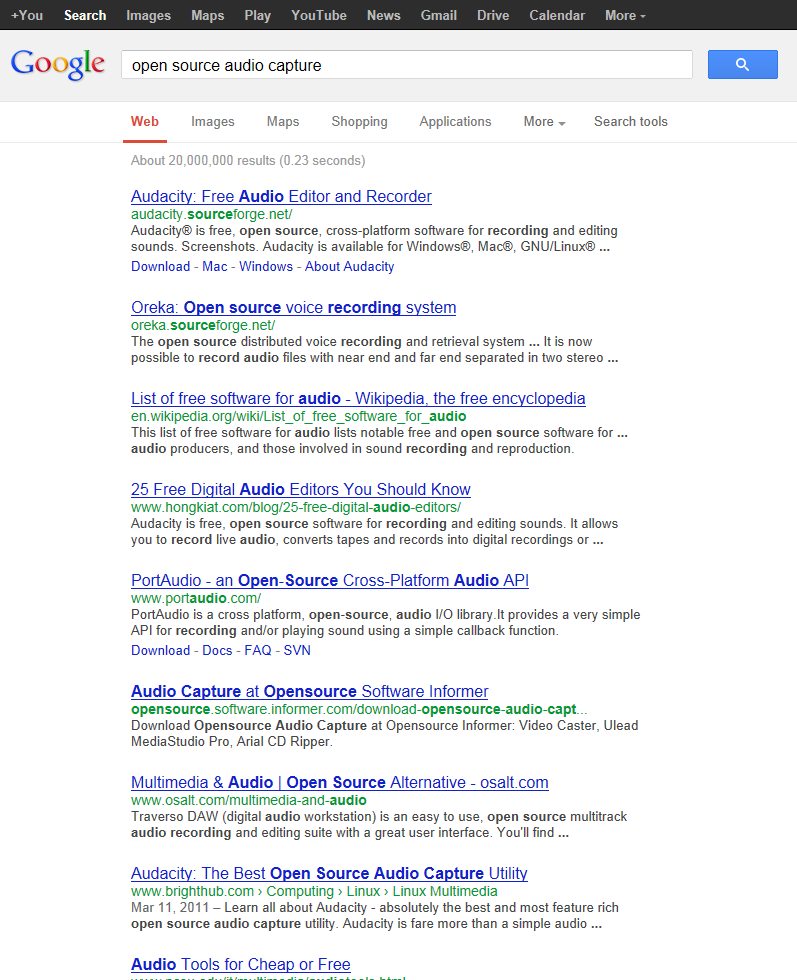 +You Search Images Maps Play YouTube News Gmail Drive Calendar More
Google open source audio capture
Web Images Maps Shopping Applications More Search tools
About 20,000,000 results (0.23 seconds)
Audacity: Free Audio Editor and Recorder
audacity.sourceforge.net/
Audacity® is free, open source, cross-platform software for recording and editing
sounds. Screenshots. Audacity is available for Windows®, Mac®, GNU/Linux® ...
Download - Mac - Windows - About Audacity
Oreka: Open source voice recording system
oreka.sourceforge.net/
The open source distributed voice recording and retrieval system ... It is now
possible to record audio files with near end and far end separated in two stereo ...
List of free software for audio - Wikipedia, the free encyclopedia
en.wikipedia.org/wiki/List_of_free_software_for_audio
This list of free software for audio lists notable free and open source software for ...
audio producers, and those involved in sound recording and reproduction.
25 Free Digital Audio Editors You Should Know
www.hongkiat.com/blog/25-free-digital-audio-editors/
Audacity is free, open source software for recording and editing sounds. It allows
you to record live audio, converts tapes and records into digital recordings or ...
PortAudio - an Open-Source Cross-Platform Audio API
www.portaudio.com/
PortAudio is a cross platform, open-source, audio I/O library.It provides a very simple
API for recording and/or playing sound using a simple callback function.
Download - Docs - FAQ - SVN
Audio Capture at Opensource Software Informer
opensource.software.informer.com/download-opensource-audio-capt...
Download Opensource Audio Capture at Opensource Informer: Video Caster, Ulead
MediaStudio Pro, Arial CD Ripper.
Multimedia & Audio | Open Source Alternative - osalt.com
www.osalt.com/multimedia-and-audio
Traverso DAW (digital audio workstation) is an easy to use, open source multitrack
audio recording and editing suite with a great user interface. You'll find ...
Audacity: The Best Open Source Audio Capture Utility
www.brighthub.com › Computing › Linux › Linux Multimedia
Mar 11, 2011 – Learn all about Audacity - absolutely the best and most feature rich
open source audio capture utility. Audacity is fare more than a simple audio ...
Audio Tools for Cheap or Free